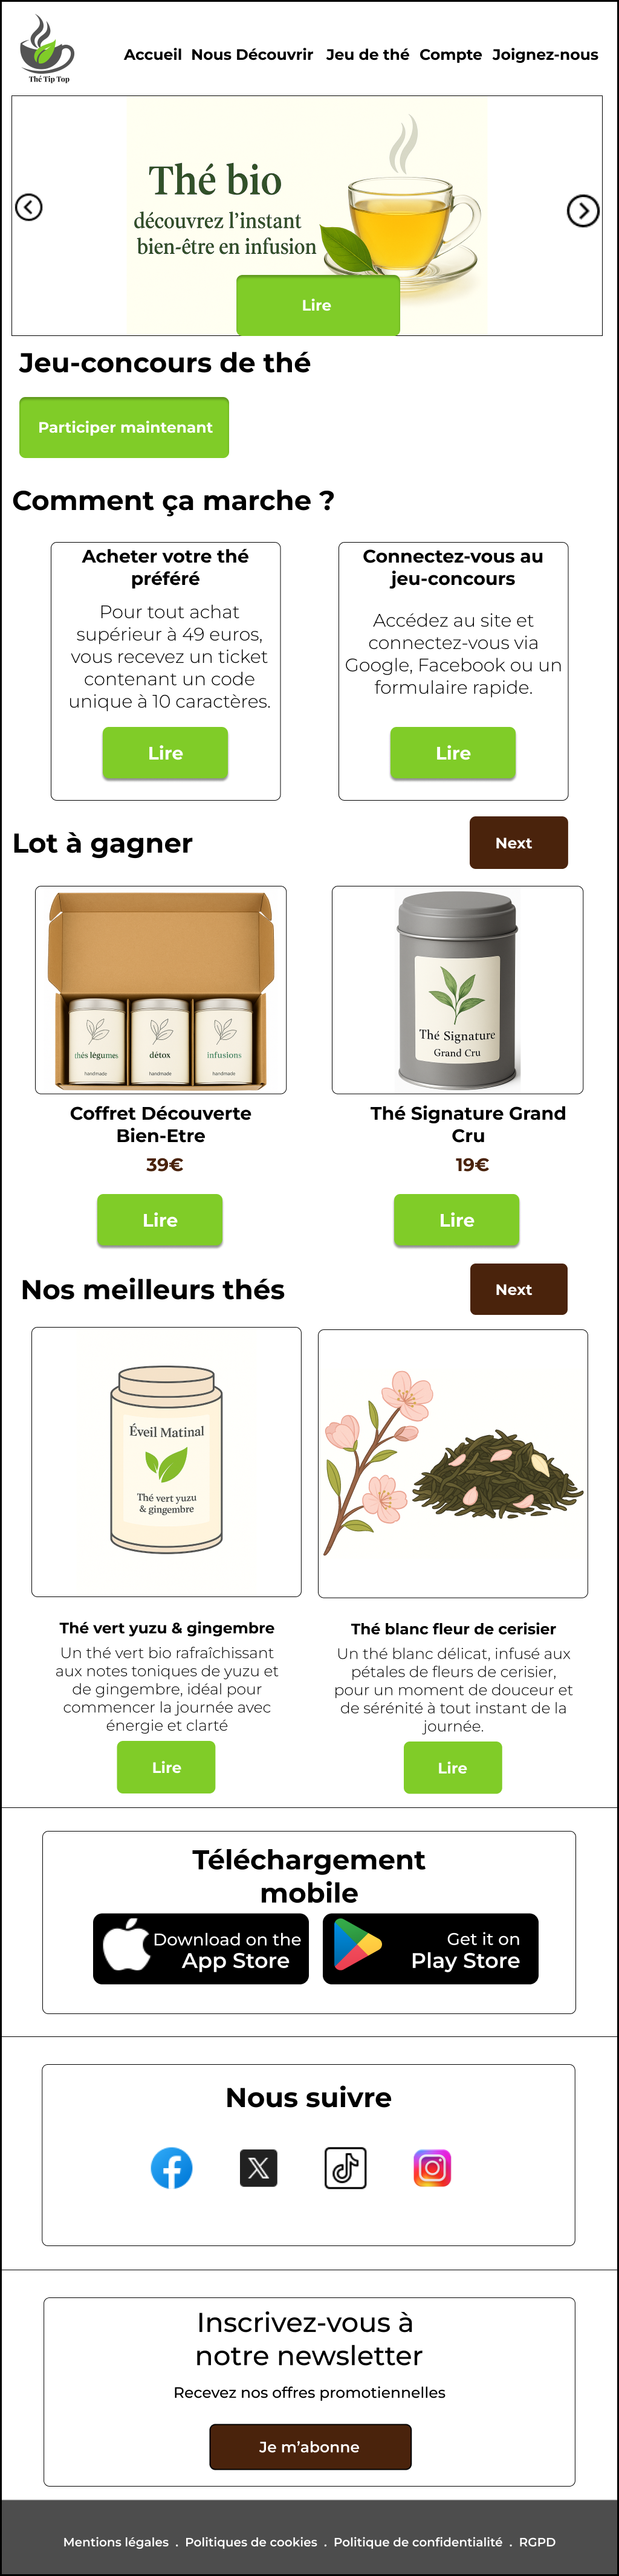 Thé Tip Top
Accueil Nous Découvrir Jeu de thé Compte Joignez-nous
Thé bio
découvrez l'instant
bien-être en infusion
Lire
Jeu-concours de thé
Participer maintenant
Comment ça marche ?
Acheter votre thé
préféré
Pour tout achat
supérieur à 49 euros,
vous recevez un ticket
contenant un code
unique à 10 caractères.
Lire
Connectez-vous au
jeu-concours
Accédez au site et
connectez-vous via
Google, Facebook ou un
formulaire rapide.
Lire
Lot à gagner
Next
thés légumes
handmade
détox
handmade
infusions
handmade
Coffret Découverte
Bien-Etre
39€
Lire
Thé Signature
Grand Cru
Thé Signature Grand
Cru
19€
Lire
Nos meilleurs thés
Next
Éveil Matinal
Thé vert yuzu
& gingembre
Thé vert yuzu & gingembre
Un thé vert bio rafraîchissant
aux notes toniques de yuzu et
de gingembre, idéal pour
commencer la journée avec
énergie et clarté
Lire
Thé blanc fleur de cerisier
Un thé blanc délicat, infusé aux
pétales de fleurs de cerisier,
pour un moment de douceur et
de sérénité à tout instant de la
journée.
Lire
Téléchargement
mobile
Download on the
App Store
Get it on
Play Store
Nous suivre
Inscrivez-vous à
notre newsletter
Recevez nos offres promotiennelles
Je m'abonne
Mentions légales . Politiques de cookies . Politique de confidentialité . RGPD